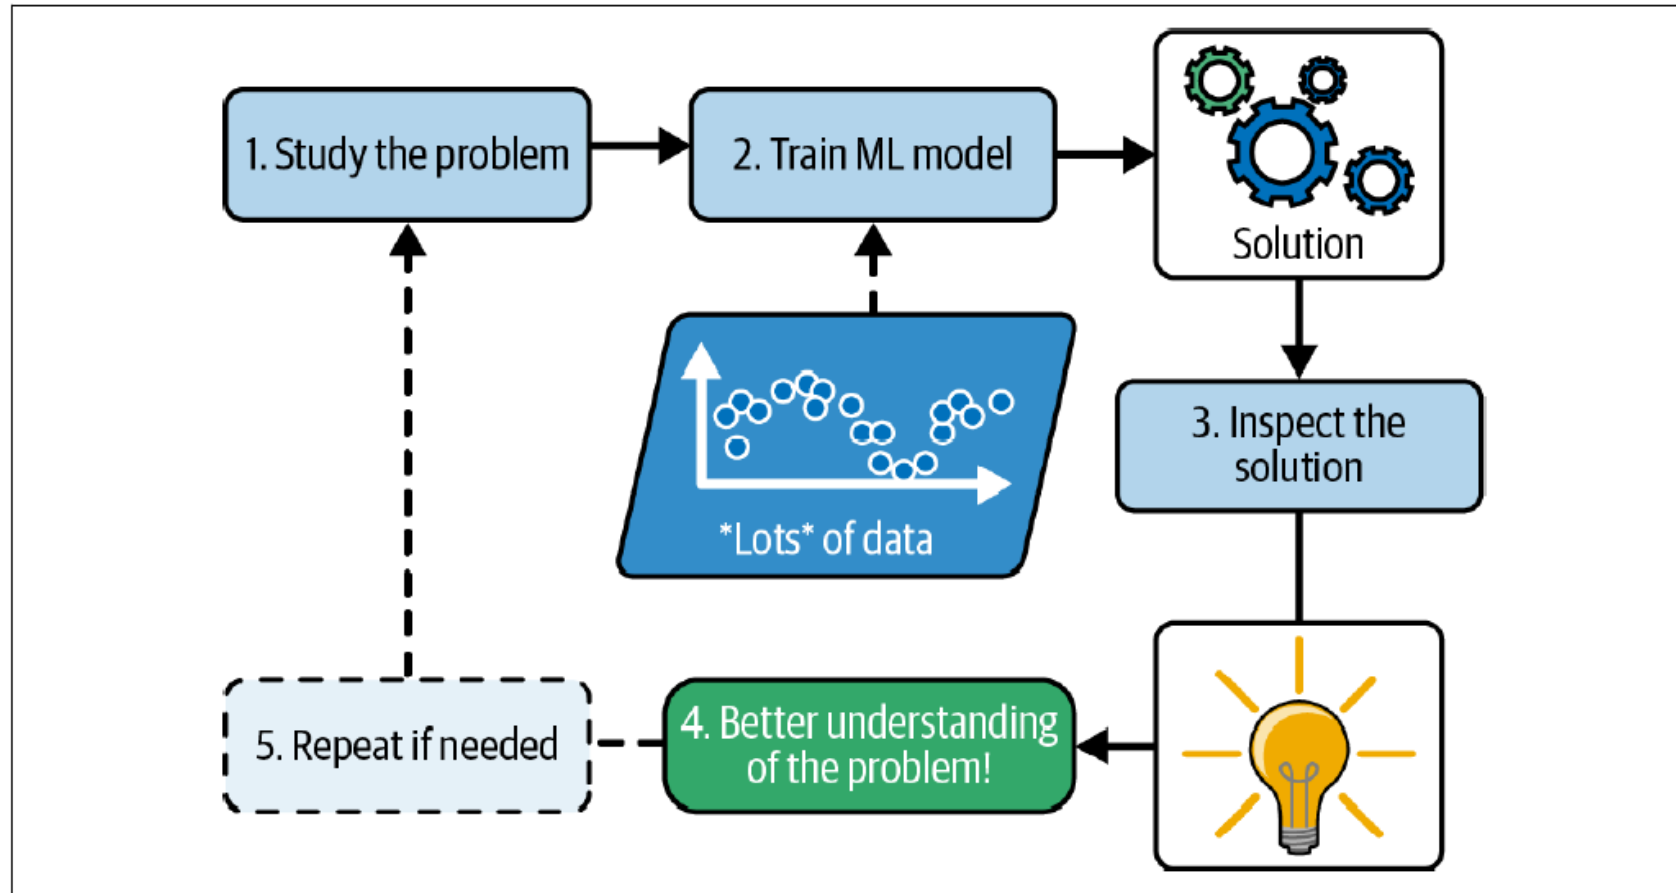 1. Study the problem
2. Train ML model
Solution
*Lots* of data
3. Inspect the
solution
4. Better understanding
of the problem!
5. Repeat if needed